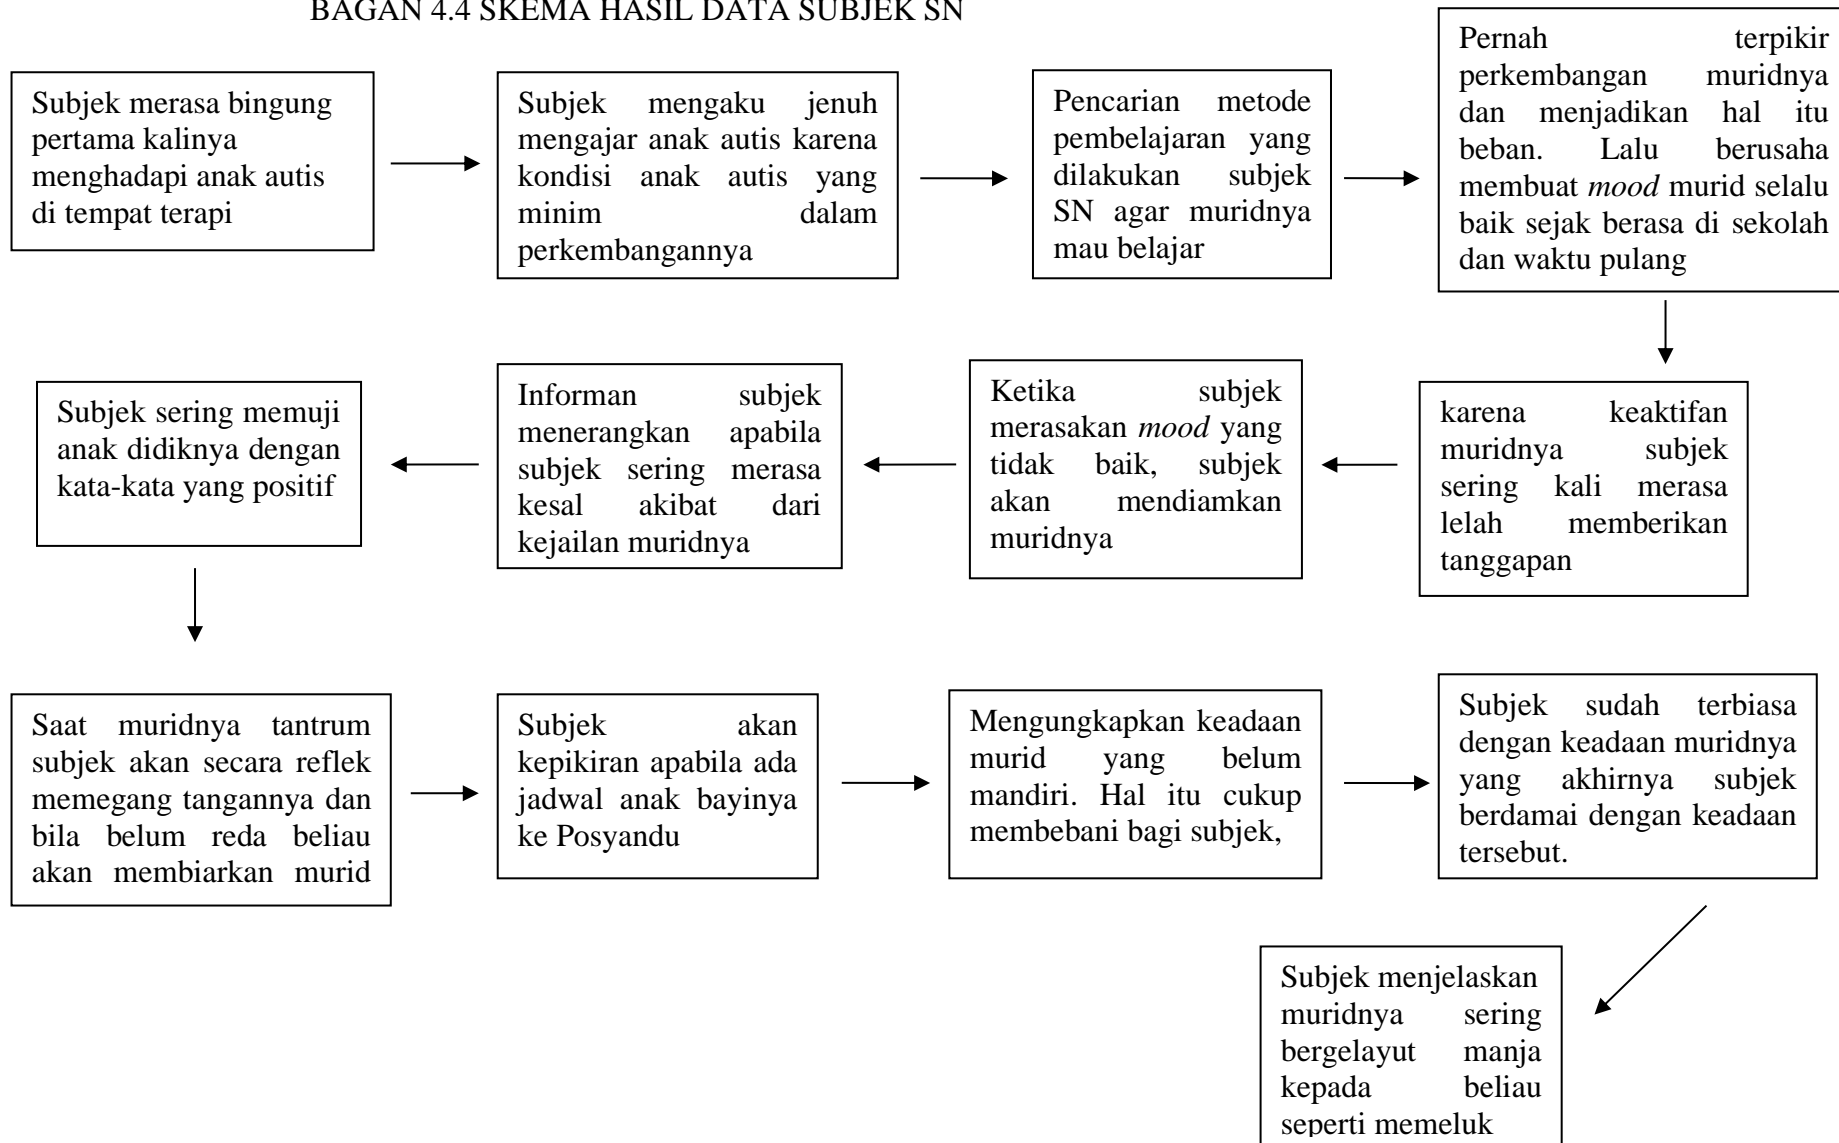 BAGAN 4.4 SKEMA HASIL DATA SUBJEK SN
Subjek merasa bingung
pertama kalinya
menghadapi anak autis
di tempat terapi
Subjek mengaku jenuh
mengajar anak autis karena
kondisi anak autis yang
minim dalam
perkembangannya
Pencarian metode
pembelajaran yang
dilakukan subjek
SN agar muridnya
mau belajar
Pernah terpikir
perkembangan muridnya
dan menjadikan hal itu
beban. Lalu berusaha
membuat mood murid selalu
baik sejak berasa di sekolah
dan waktu pulang
karena keaktifan
muridnya subjek
sering kali merasa
lelah memberikan
tanggapan
Ketika subjek
merasakan mood yang
tidak baik, subjek
akan mendiamkan
muridnya
Informan subjek
menerangkan apabila
subjek sering merasa
kesal akibat dari
kejailan muridnya
Subjek sering memuji
anak didiknya dengan
kata-kata yang positif
Saat muridnya tantrum
subjek akan secara reflek
memegang tangannya dan
bila belum reda beliau
akan membiarkan murid
Subjek akan
kepikiran apabila ada
jadwal anak bayinya
ke Posyandu
Mengungkapkan keadaan
murid yang belum
mandiri. Hal itu cukup
membebani bagi subjek,
Subjek sudah terbiasa
dengan keadaan muridnya
yang akhirnya subjek
berdamai dengan keadaan
tersebut.
Subjek menjelaskan
muridnya sering
bergelayut manja
kepada beliau
seperti memeluk